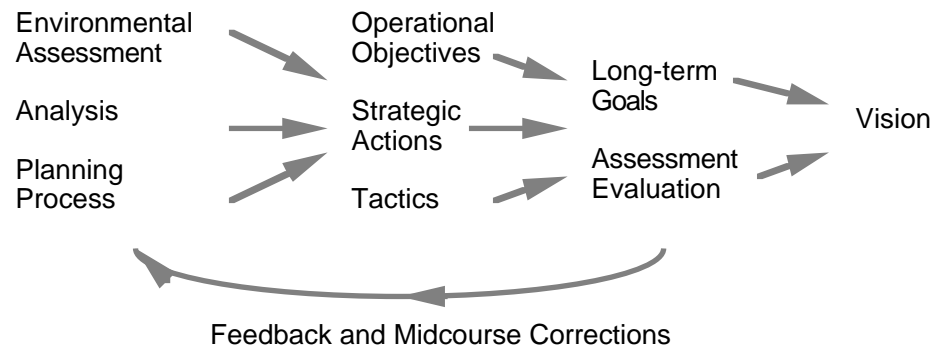 Environmental
Assessment
Analysis
Planning
Process
Operational
Objectives
Strategic
Actions
Tactics
Long-term
Goals
Assessment
Evaluation
Vision
Feedback and Midcourse Corrections